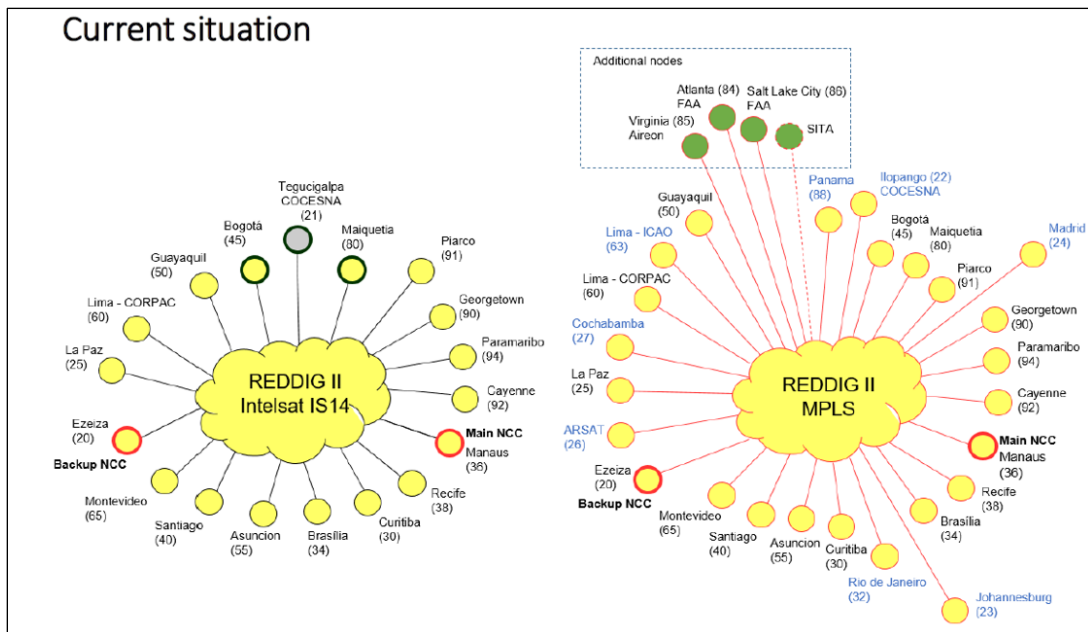 Current situation
Tegucigalpa
COCESNA
(21)
Bogotá
(45)
Maiquetia
(80)
Guayaquil
(50)
Piarco
(91)
Lima - CORPAC
(60)
Georgetown
(90)
La Paz
(25)
Paramaribo
(94)
REDDIG II
Intelsat IS14
Cayenne
(92)
Ezeiza
(20)
Backup NCC
Main NCC
Manaus
(36)
Montevideo
(65)
Santiago
(40)
Asuncion
(55)
Brasília
(34)
Curitiba
(30)
Recife
(38)
Additional nodes
Atlanta (84)
FAA
Salt Lake City (86)
FAA
Virginia (85)
Aireon
SITA
Panama
(88)
Ilopango (22)
COCESNA
Guayaquil
(50)
Bogotá
(45)
Lima - ICAO
(63)
Maiquetia
(80)
Madrid
(24)
Lima - CORPAC
(60)
Piarco
(91)
Cochabamba
(27)
Georgetown
(90)
La Paz
(25)
Paramaribo
(94)
REDDIG II
MPLS
Cayenne
(92)
ARSAT
(26)
Main NCC
Manaus
(36)
Ezeiza
(20)
Backup NCC
Recife
(38)
Montevideo
(65)
Brasília
(34)
Santiago
(40)
Asuncion
(55)
Curitiba
(30)
Rio de Janeiro
(32)
Johannesburg
(23)